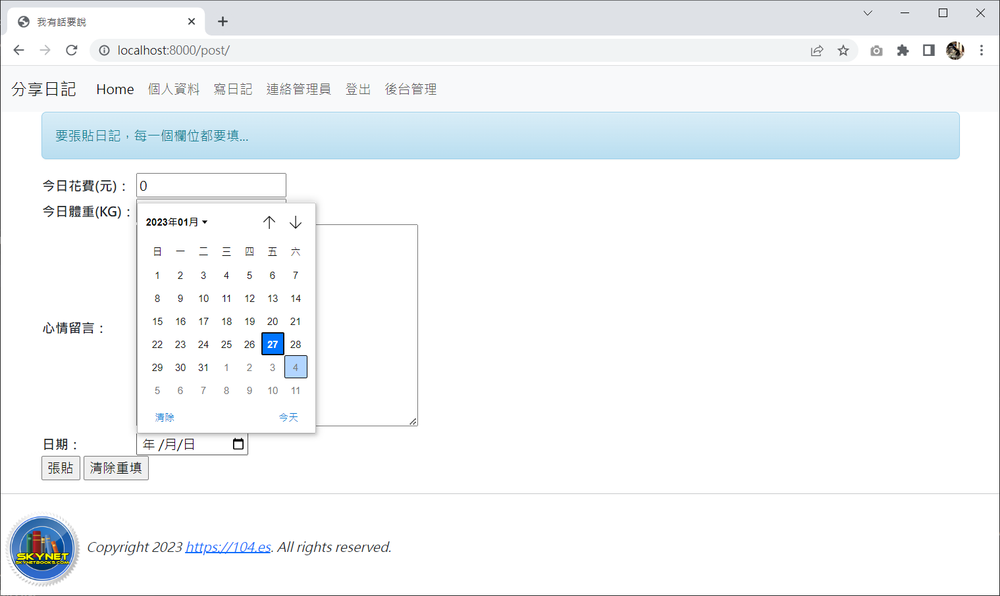 我有話要說
localhost:8000/post/
分享日記 Home 個人資料 寫日記 連絡管理員 登出 後台管理
要張貼日記，每一個欄位都要填...
今日花費(元)： 0
今日體重(KG)：
2023年01月
日 一 二 三 四 五 六
1 2 3 4 5 6 7
8 9 10 11 12 13 14
15 16 17 18 19 20 21
22 23 24 25 26 27 28
29 30 31 1 2 3 4
5 6 7 8 9 10 11
清除 今天
心情留言：
日期： 年 /月/日
張貼 清除重填
SKYNET
SKYNETBOOKS.COM
Copyright 2023 https://104.es. All rights reserved.